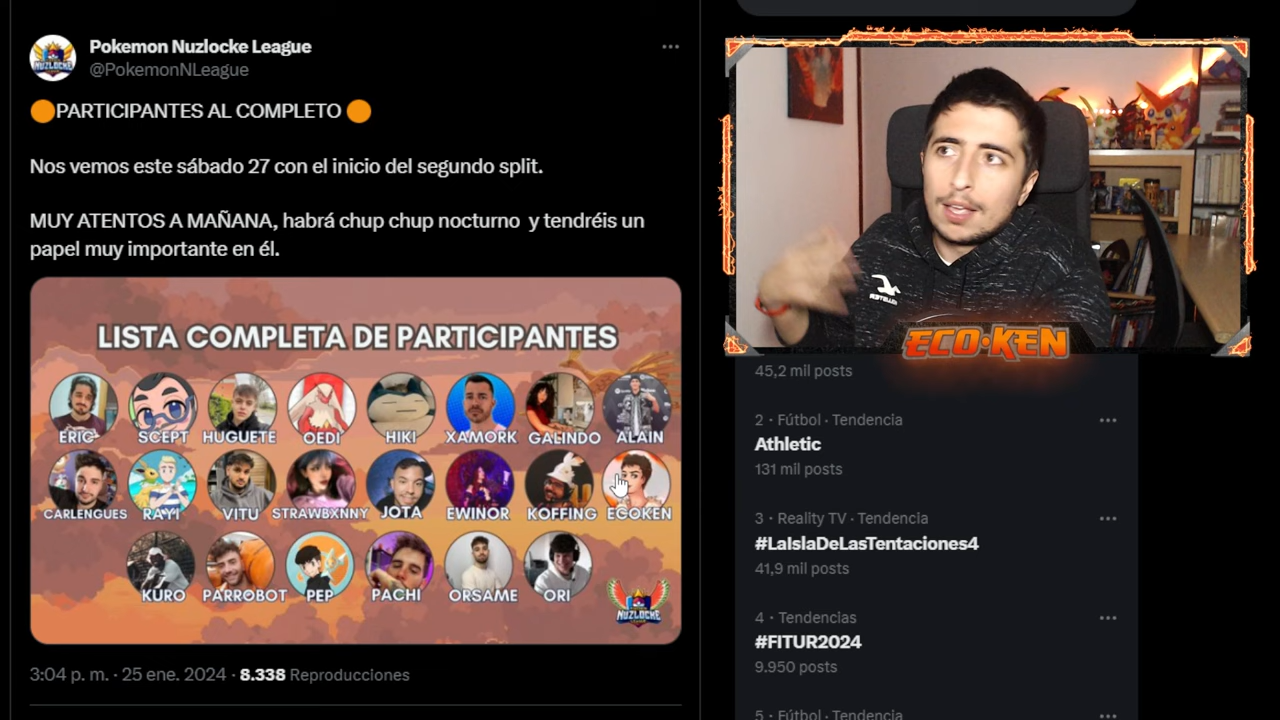 Pokemon Nuzlocke League
@PokemonNLeague
🟠PARTICIPANTES AL COMPLETO 🟠
Nos vemos este sábado 27 con el inicio del segundo split.
MUY ATENTOS A MAÑANA, habrá chup chup nocturno y tendréis un
papel muy importante en él.
LISTA COMPLETA DE PARTICIPANTES
ERIC SCEPT HUGUETE OEDI HIKI XAMORK GALINDO ALAIN
CARLENGUES RAYI VITU STRAWBXNNY JOTA EWINOR KOFFING ECOKEN
KURO PARROBOT PEP PACHI ORSAME ORI
NUZLOCKE
3:04 p. m. · 25 ene. 2024 · 8.338 Reproducciones
ECO·KEN
45,2 mil posts
2 · Fútbol · Tendencia
Athletic
131 mil posts
3 · Reality TV · Tendencia
#LaIslaDeLasTentaciones4
41,9 mil posts
4 · Tendencias
#FITUR2024
9.950 posts
5 · Fútbol · Tendencia